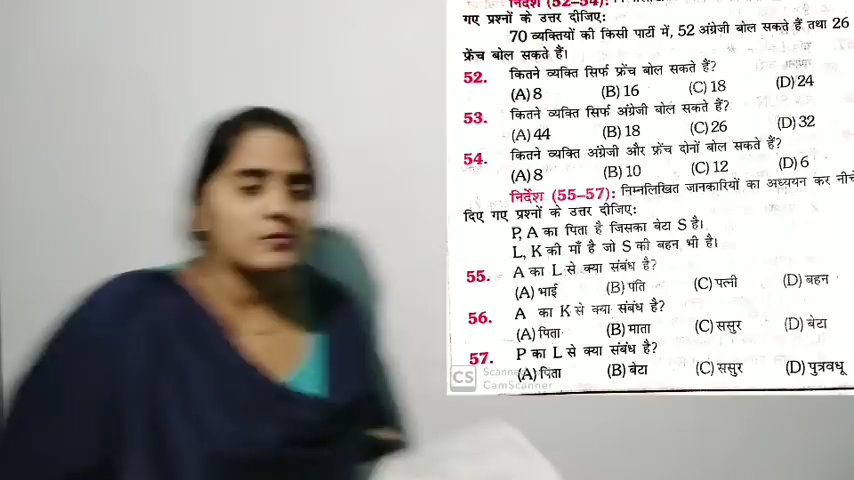 निर्देश (52–54):
गए प्रश्नों के उत्तर दीजिए:
70 व्यक्तियों की किसी पार्टी में, 52 अंग्रेजी बोल सकते हैं तथा 26
फ्रेंच बोल सकते हैं।
52. कितने व्यक्ति सिर्फ फ्रेंच बोल सकते हैं?
(A) 8 (B) 16 (C) 18 (D) 24
53. कितने व्यक्ति सिर्फ अंग्रेजी बोल सकते हैं?
(A) 44 (B) 18 (C) 26 (D) 32
54. कितने व्यक्ति अंग्रेजी और फ्रेंच दोनों बोल सकते हैं?
(A) 8 (B) 10 (C) 12 (D) 6
निर्देश (55–57): निम्नलिखित जानकारियों का अध्ययन कर नीचे
दिए गए प्रश्नों के उत्तर दीजिए:
P, A का पिता है जिसका बेटा S है।
L, K की माँ है जो S की बहन भी है।
55. A का L से क्या संबंध है?
(A) भाई (B) पति (C) पत्नी (D) बहन
56. A का K से क्या संबंध है?
(A) पिता (B) माता (C) ससुर (D) बेटा
57. P का L से क्या संबंध है?
(A) पिता (B) बेटा (C) ससुर (D) पुत्रवधू
CS Scanne
CamScanner